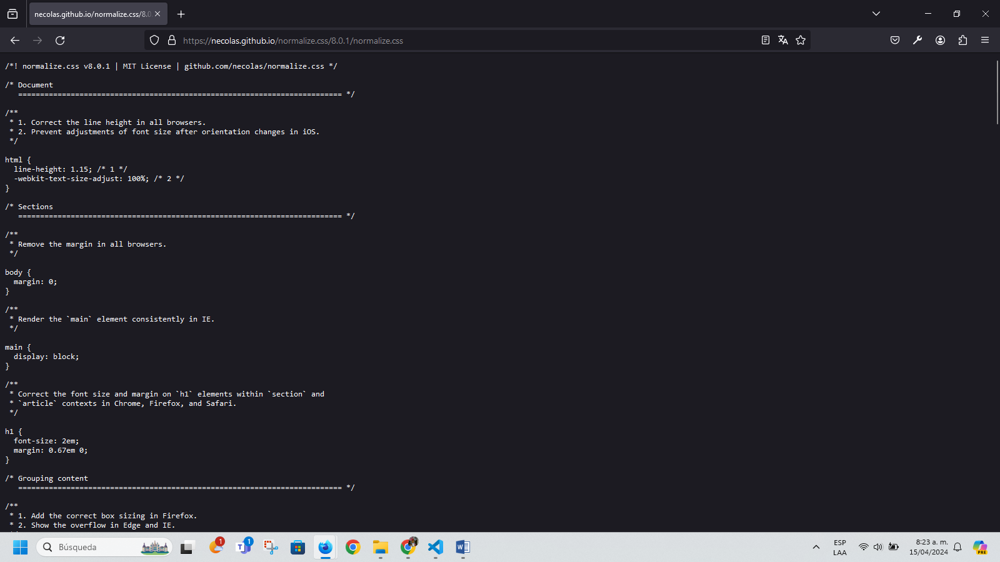 necolas.github.io/normalize.css/8.0
https://necolas.github.io/normalize.css/8.0.1/normalize.css
/*! normalize.css v8.0.1 | MIT License | github.com/necolas/normalize.css */
/* Document
   ========================================================================== */
/**
 * 1. Correct the line height in all browsers.
 * 2. Prevent adjustments of font size after orientation changes in iOS.
 */
html {
  line-height: 1.15; /* 1 */
  -webkit-text-size-adjust: 100%; /* 2 */
}
/* Sections
   ========================================================================== */
/**
 * Remove the margin in all browsers.
 */
body {
  margin: 0;
}
/**
 * Render the `main` element consistently in IE.
 */
main {
  display: block;
}
/**
 * Correct the font size and margin on `h1` elements within `section` and
 * `article` contexts in Chrome, Firefox, and Safari.
 */
h1 {
  font-size: 2em;
  margin: 0.67em 0;
}
/* Grouping content
   ========================================================================== */
/**
 * 1. Add the correct box sizing in Firefox.
 * 2. Show the overflow in Edge and IE.
Búsqueda
1
T
1
W
ESP
LAA
8:23 a. m.
15/04/2024
PRE